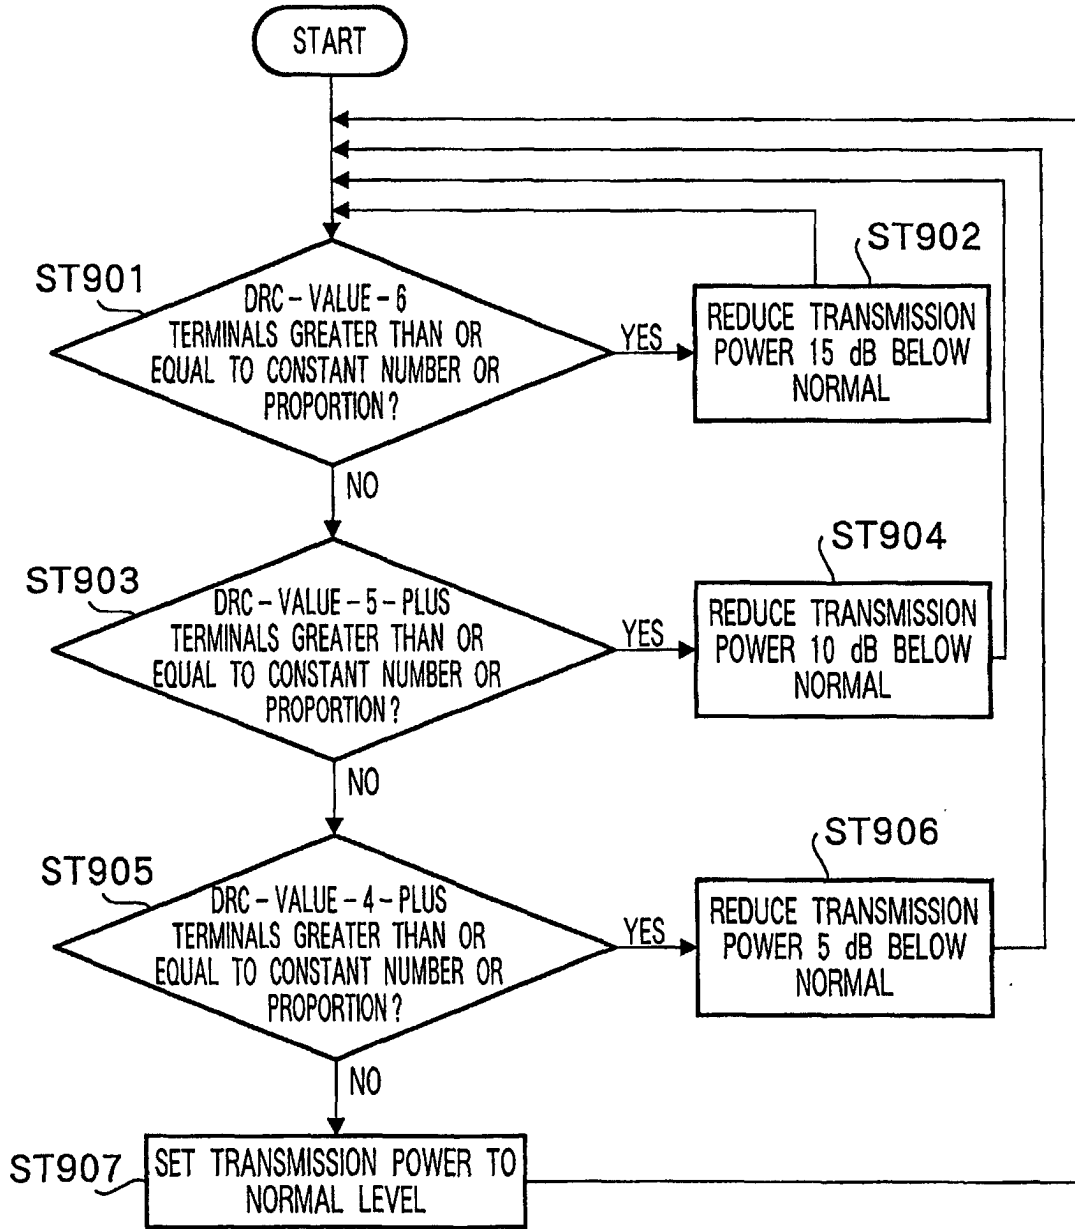 START
ST901
DRC-VALUE-6
TERMINALS GREATER THAN OR
EQUAL TO CONSTANT NUMBER OR
PROPORTION?
YES
ST902
REDUCE TRANSMISSION
POWER 15 dB BELOW
NORMAL
NO
ST903
DRC-VALUE-5-PLUS
TERMINALS GREATER THAN OR
EQUAL TO CONSTANT NUMBER OR
PROPORTION?
YES
ST904
REDUCE TRANSMISSION
POWER 10 dB BELOW
NORMAL
NO
ST905
DRC-VALUE-4-PLUS
TERMINALS GREATER THAN OR
EQUAL TO CONSTANT NUMBER OR
PROPORTION?
YES
ST906
REDUCE TRANSMISSION
POWER 5 dB BELOW
NORMAL
NO
ST907
SET TRANSMISSION POWER TO
NORMAL LEVEL